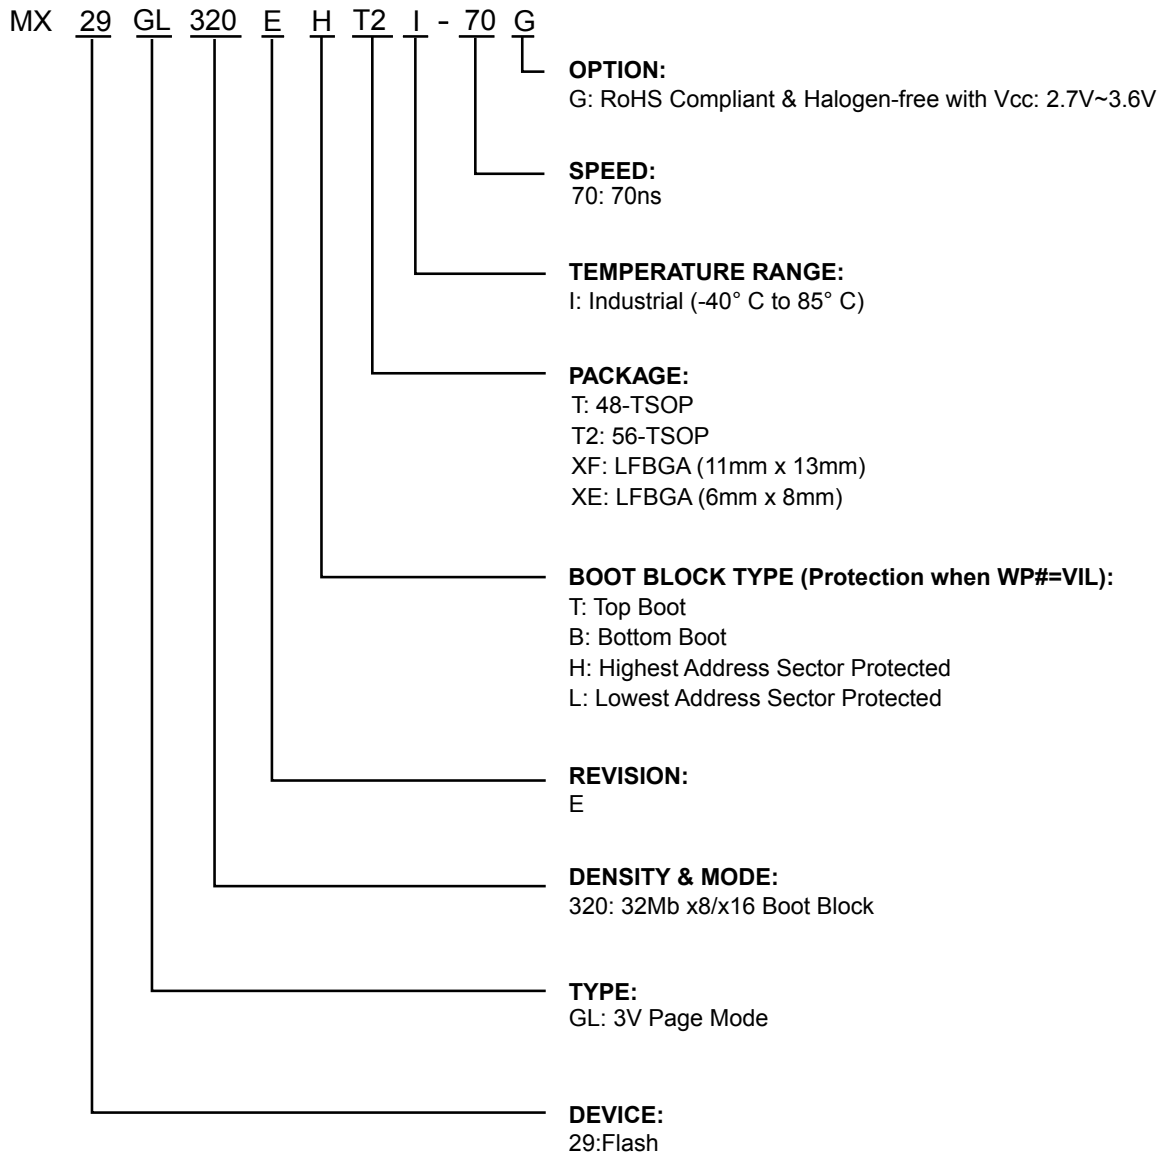 MX 29 GL 320 E H T2 I - 70 G
OPTION:
G: RoHS Compliant & Halogen-free with Vcc: 2.7V~3.6V
SPEED:
70: 70ns
TEMPERATURE RANGE:
I: Industrial (-40° C to 85° C)
PACKAGE:
T: 48-TSOP
T2: 56-TSOP
XF: LFBGA (11mm x 13mm)
XE: LFBGA (6mm x 8mm)
BOOT BLOCK TYPE (Protection when WP#=VIL):
T: Top Boot
B: Bottom Boot
H: Highest Address Sector Protected
L: Lowest Address Sector Protected
REVISION:
E
DENSITY & MODE:
320: 32Mb x8/x16 Boot Block
TYPE:
GL: 3V Page Mode
DEVICE:
29:Flash